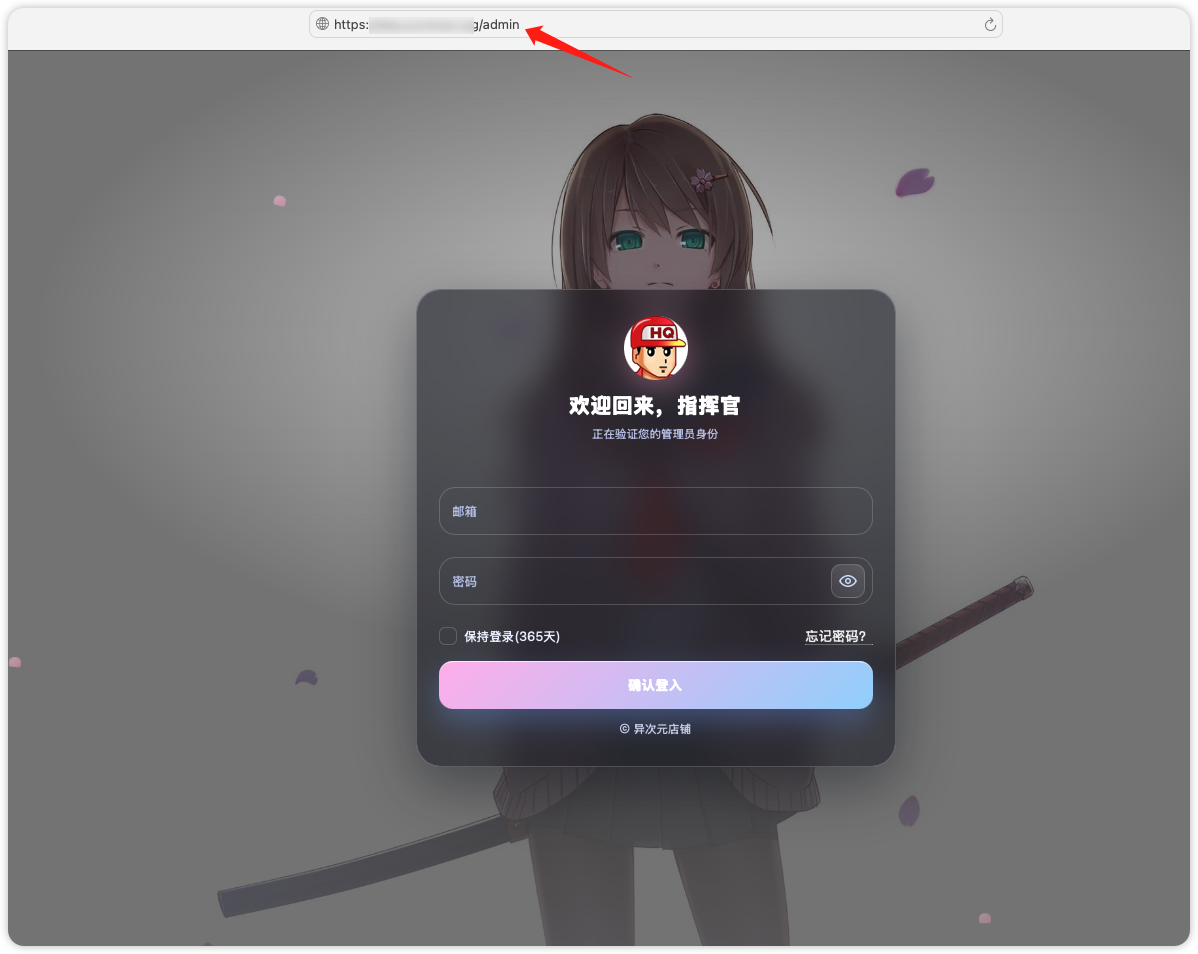 https: g/admin
HQ
欢迎回来，指挥官
正在验证您的管理员身份
邮箱
密码
保持登录(365天) 忘记密码?
确认登入
© 异次元店铺